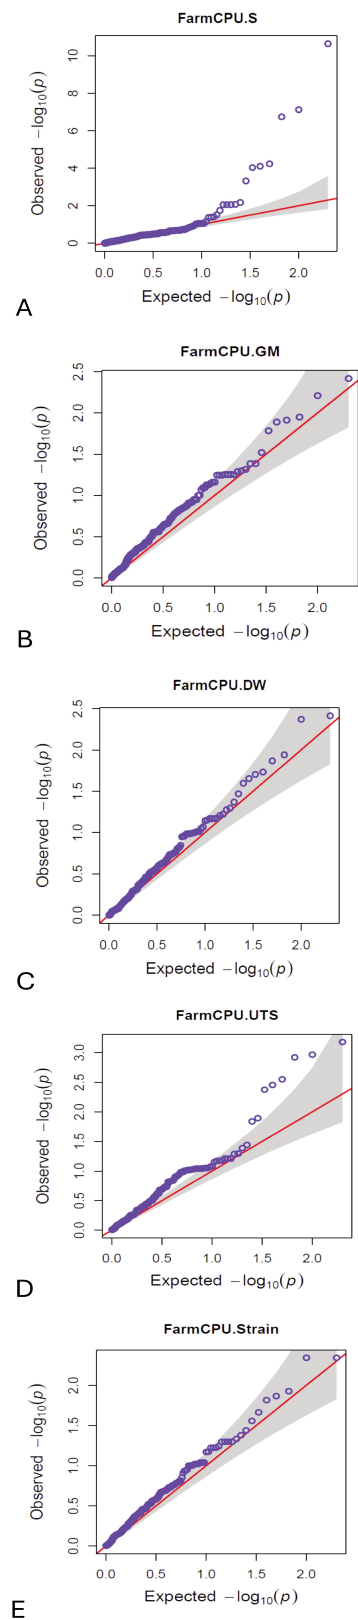 FarmCPU.S
10
8
6
4
2
0
Observed −log₁₀(p)
0.0 0.5 1.0 1.5 2.0
Expected −log₁₀(p)
A
FarmCPU.GM
2.5
2.0
1.5
1.0
0.5
0.0
Observed −log₁₀(p)
0.0 0.5 1.0 1.5 2.0
Expected −log₁₀(p)
B
FarmCPU.DW
2.5
2.0
1.5
1.0
0.5
0.0
Observed −log₁₀(p)
0.0 0.5 1.0 1.5 2.0
Expected −log₁₀(p)
C
FarmCPU.UTS
3.0
2.5
2.0
1.5
1.0
0.5
0.0
Observed −log₁₀(p)
0.0 0.5 1.0 1.5 2.0
Expected −log₁₀(p)
D
FarmCPU.Strain
2.0
1.5
1.0
0.5
0.0
Observed −log₁₀(p)
0.0 0.5 1.0 1.5 2.0
Expected −log₁₀(p)
E